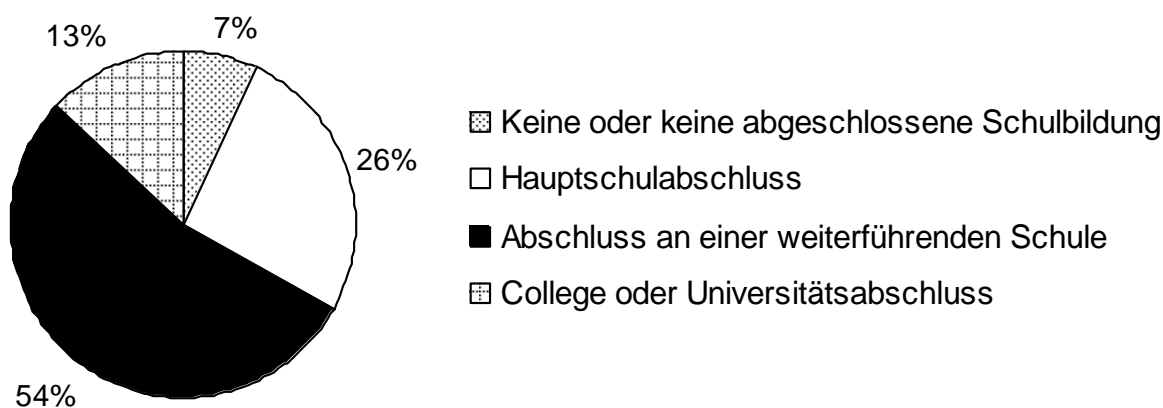 13%
7%
26%
54%
Keine oder keine abgeschlossene Schulbildung
Hauptschulabschluss
Abschluss an einer weiterführenden Schule
College oder Universitätsabschluss